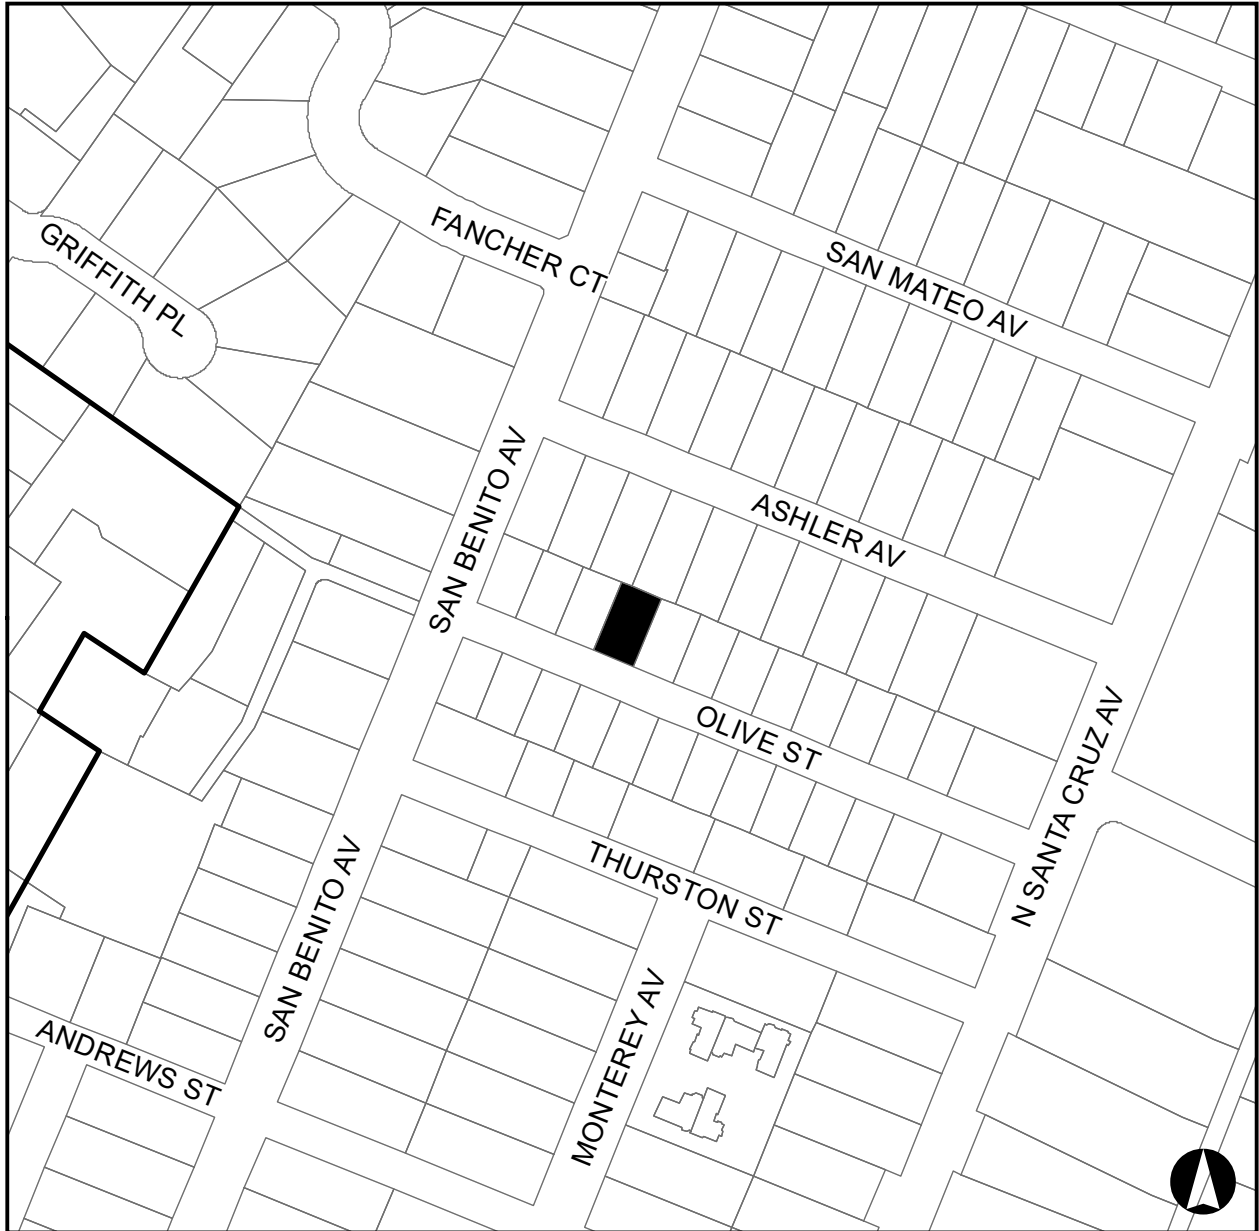 FANCHER CT
GRIFFITH PL
SAN MATEO AV
SAN BENITO AV
ASHLER AV
OLIVE ST
N SANTA CRUZ AV
THURSTON ST
SAN BENITO AV
MONTEREY AV
ANDREWS ST